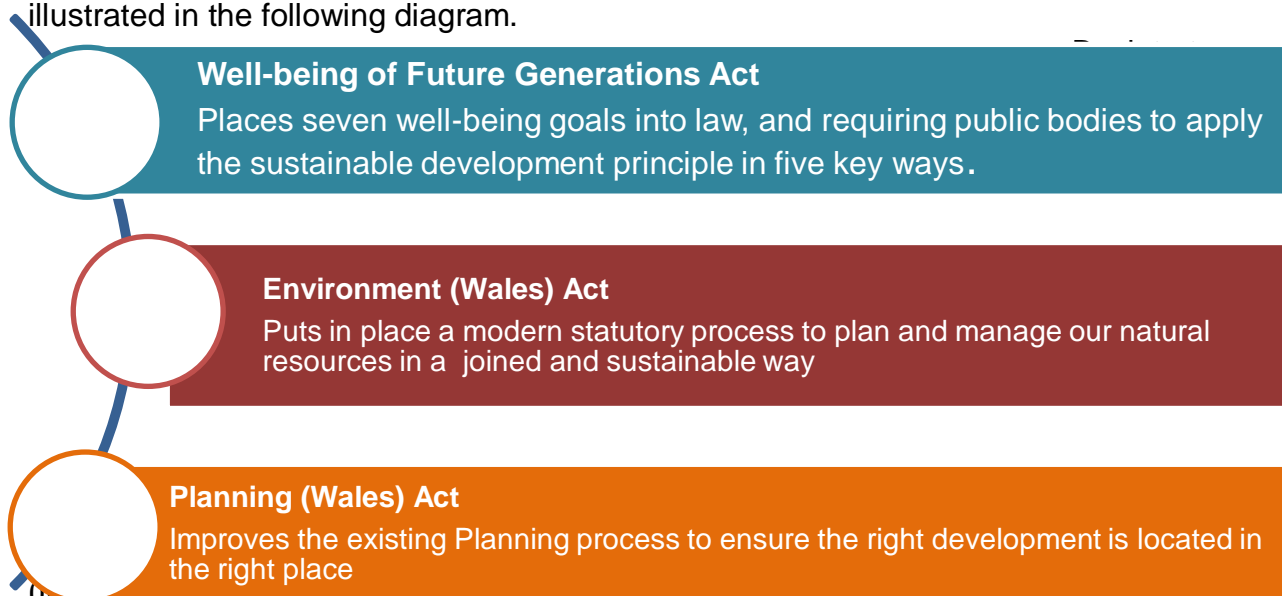 illustrated in the following diagram.
Well-being of Future Generations Act
Places seven well-being goals into law, and requiring public bodies to apply
the sustainable development principle in five key ways.
Environment (Wales) Act
Puts in place a modern statutory process to plan and manage our natural
resources in a  joined and sustainable way
Planning (Wales) Act
Improves the existing Planning process to ensure the right development is located in
the right place